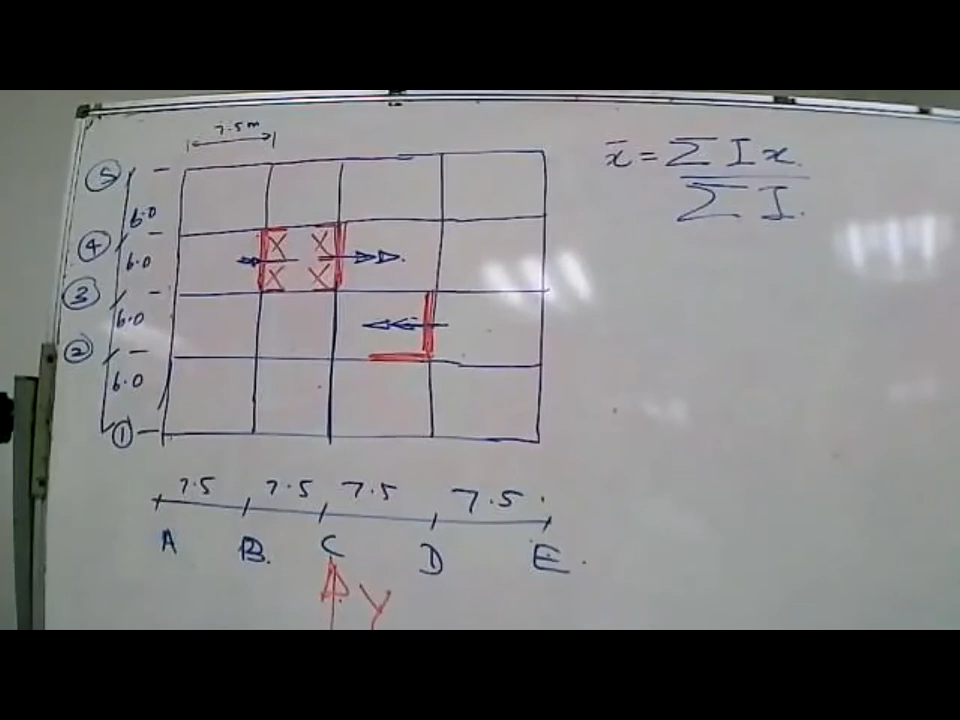 7.5m
x̄ = Σ I x
Σ I.
5
6.0
4
6.0
X X
X X
3
6.0
2
6.0
1
7.5 7.5 7.5 7.5
A B. C D E.
Y